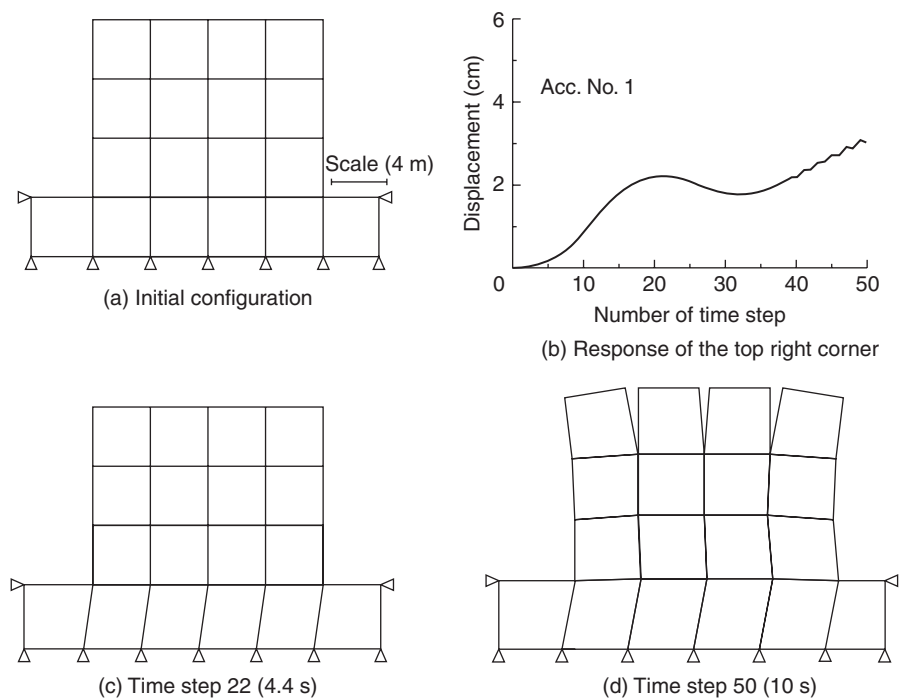 Scale (4 m)
(a) Initial configuration
6
4
2
0
Displacement (cm)
Acc. No. 1
10
20
30
40
50
Number of time step
(b) Response of the top right corner
(c) Time step 22 (4.4 s)
(d) Time step 50 (10 s)